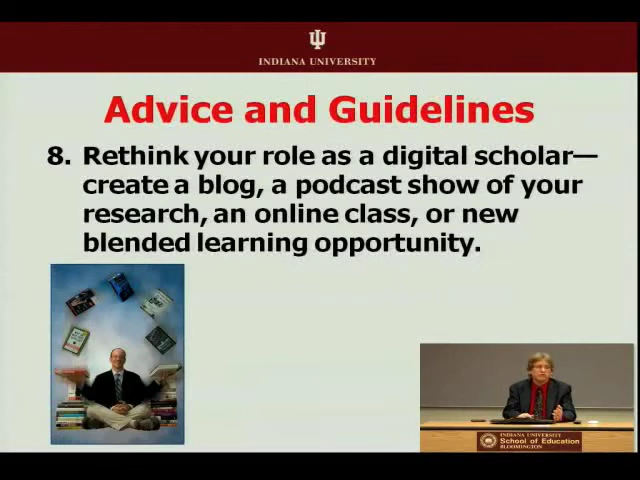 INDIANA UNIVERSITY
Advice and Guidelines
8. Rethink your role as a digital scholar—
create a blog, a podcast show of your
research, an online class, or new
blended learning opportunity.
INDIANA UNIVERSITY
School of Education
BLOOMINGTON